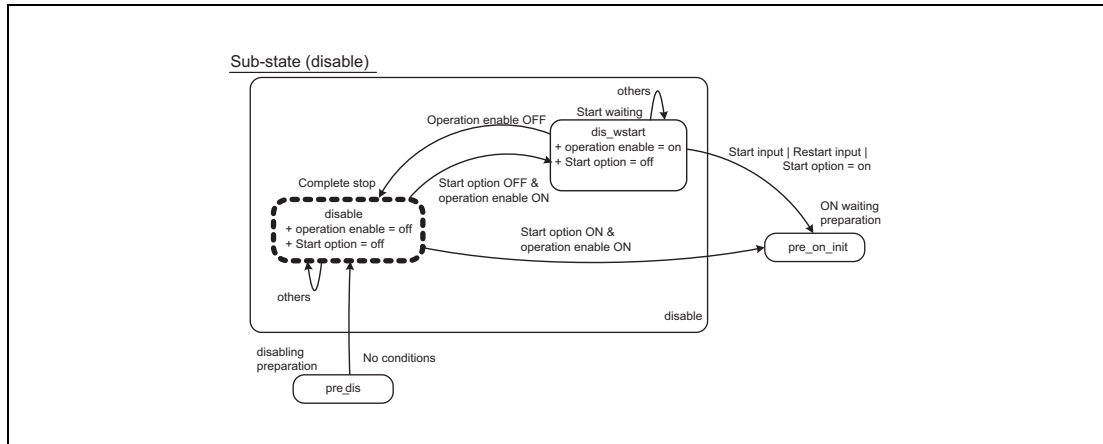 Sub-state (disable)
others
Start waiting
Operation enable OFF
dis_wstart
+ operation enable = on
+ Start option = off
Start input | Restart input |
Start option = on
Complete stop
Start option OFF &
operation enable ON
ON waiting
preparation
disable
+ operation enable = off
+ Start option = off
Start option ON &
operation enable ON
pre_on_init
others
disable
disabling
preparation
No conditions
pre_dis